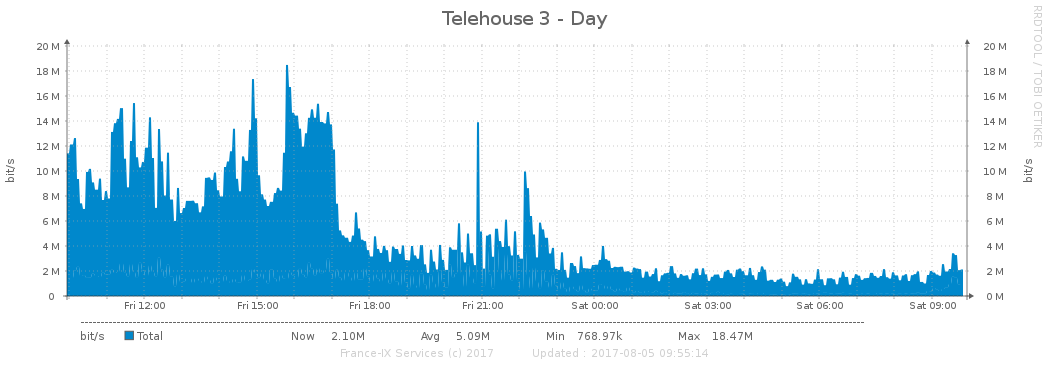 Telehouse 3 - Day
RRDTOOL / TOBI OETIKER
bit/s
20 M 20 M
18 M 18 M
16 M 16 M
14 M 14 M
12 M 12 M
10 M 10 M
8 M 8 M
6 M 6 M
4 M 4 M
2 M 2 M
0 0 M
bit/s
Fri 12:00 Fri 15:00 Fri 18:00 Fri 21:00 Sat 00:00 Sat 03:00 Sat 06:00 Sat 09:00
bit/s Total Now 2.10M Avg 5.09M Min 768.97k Max 18.47M
France-IX Services (c) 2017 Updated : 2017-08-05 09:55:14